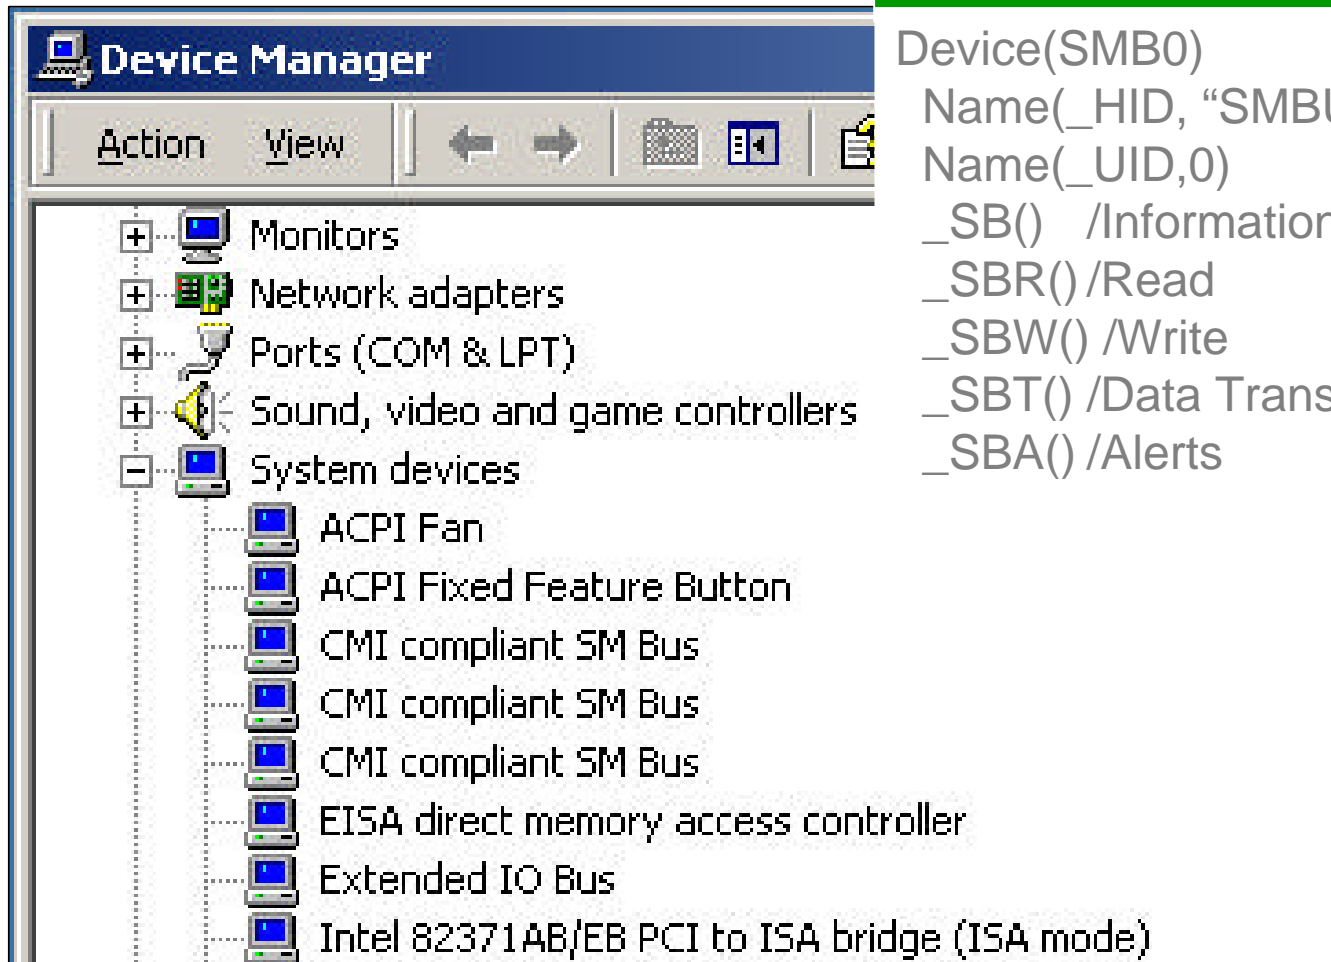 Device Manager
Action View
Monitors
Network adapters
Ports (COM & LPT)
Sound, video and game controllers
System devices
ACPI Fan
ACPI Fixed Feature Button
CMI compliant SM Bus
CMI compliant SM Bus
CMI compliant SM Bus
EISA direct memory access controller
Extended IO Bus
Intel 82371AB/EB PCI to ISA bridge (ISA mode)
Device(SMB0)
Name(_HID, “SMBU
Name(_UID,0)
_SB() /Information
_SBR() /Read
_SBW() /Write
_SBT() /Data Trans
_SBA() /Alerts